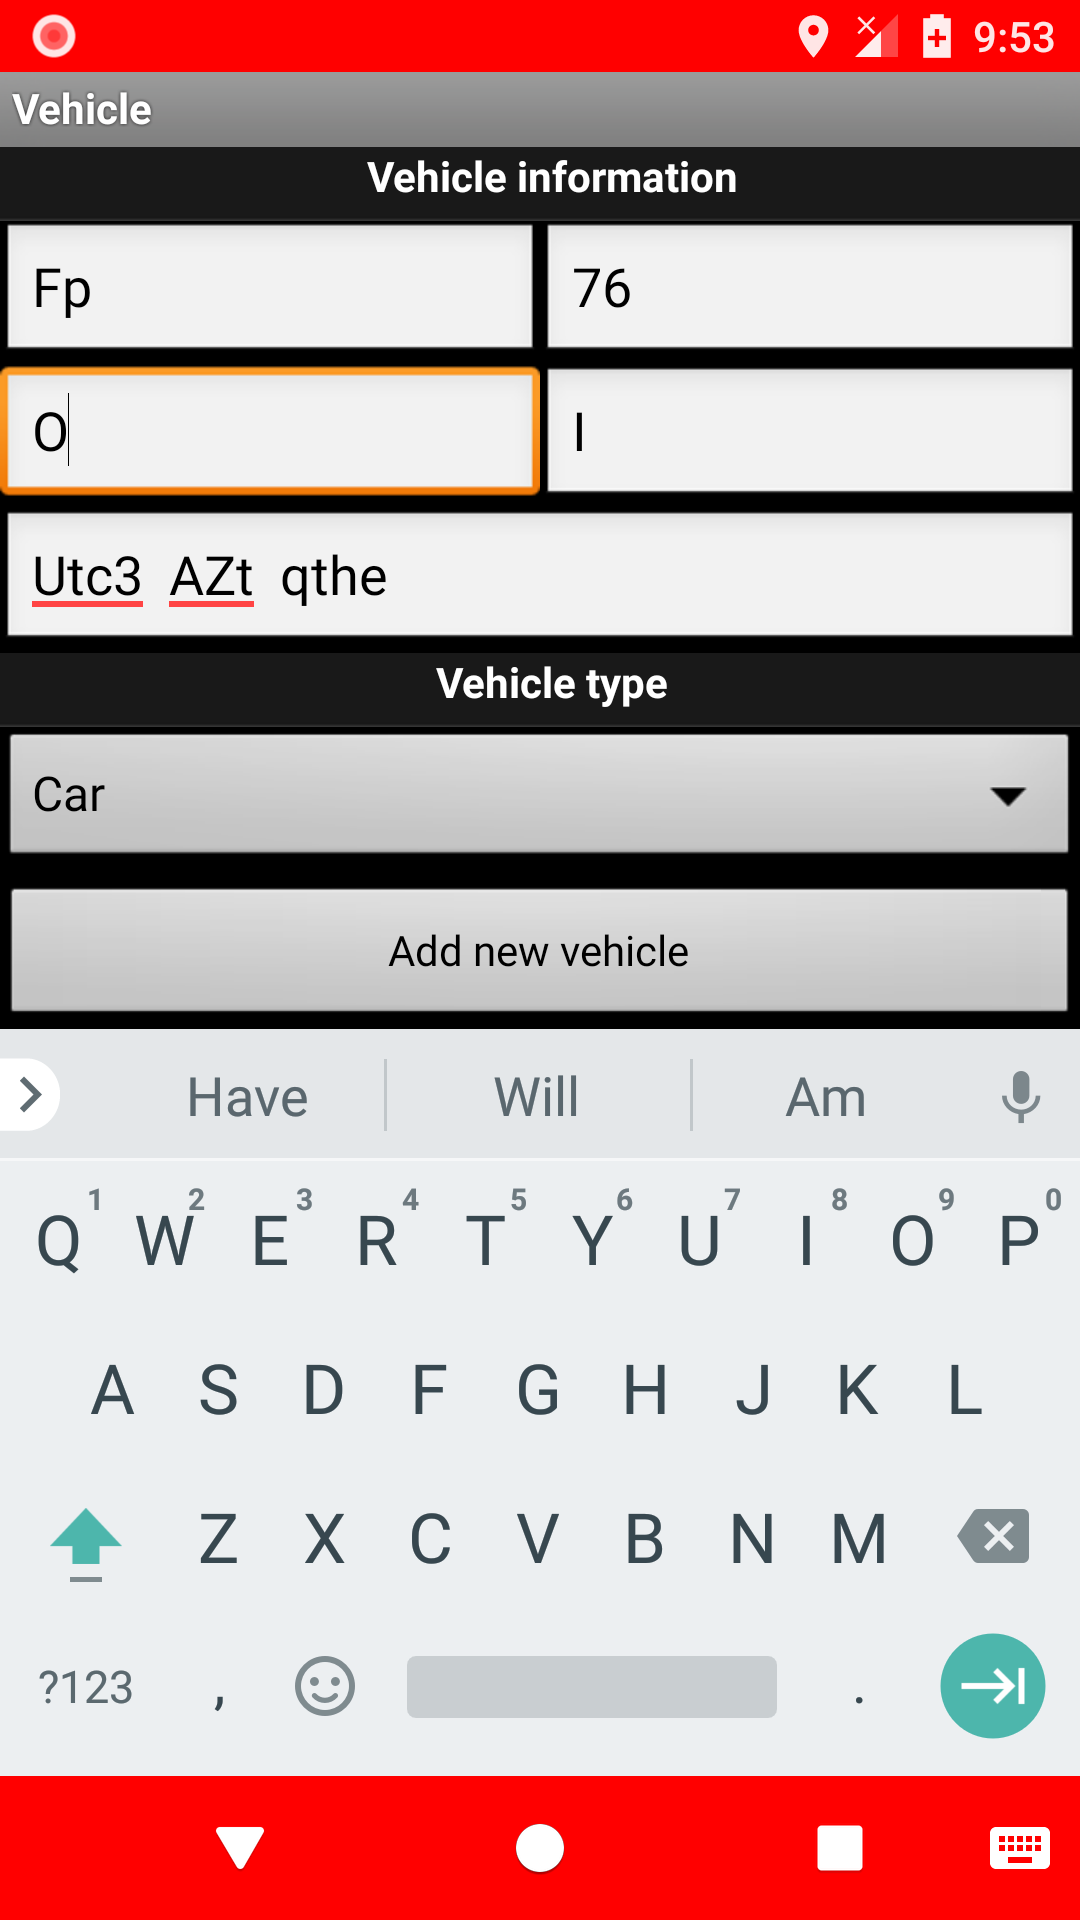 9:53
Vehicle
Vehicle information
Fp 76
O I
Utc3 AZt qthe
Vehicle type
Car
Add new vehicle
Have Will Am
1 2 3 4 5 6 7 8 9 0
Q W E R T Y U I O P
A S D F G H J K L
Z X C V B N M
?123 , .